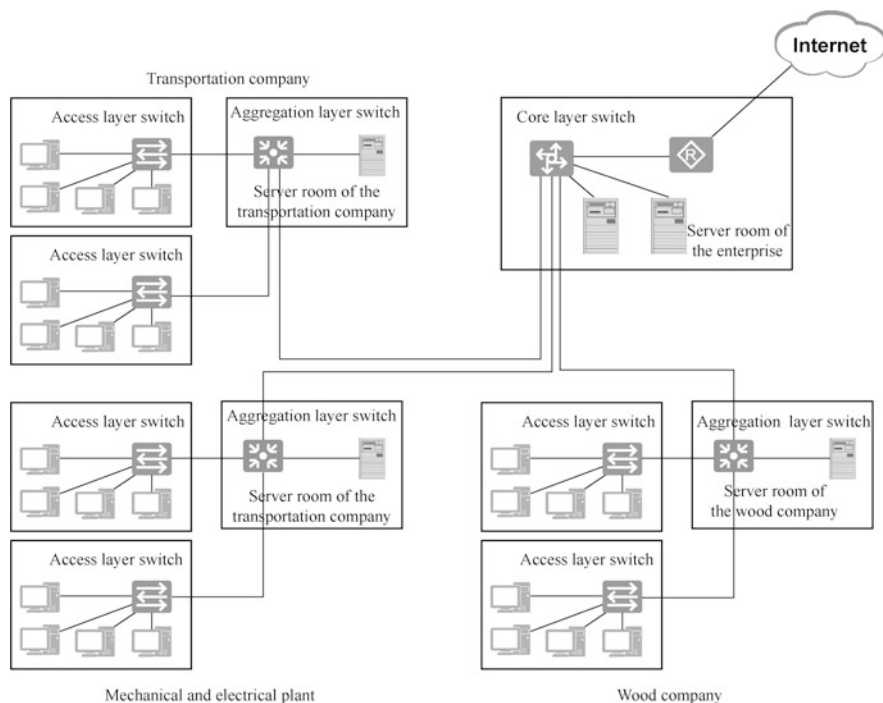 Internet
Transportation company
Access layer switch
Aggregation layer switch
Server room of the
transportation company
Access layer switch
Core layer switch
R
Server room of
the enterprise
Access layer switch
Aggregation layer switch
Server room of the
transportation company
Access layer switch
Mechanical and electrical plant
Access layer switch
Aggregation layer switch
Server room of
the wood company
Access layer switch
Wood company